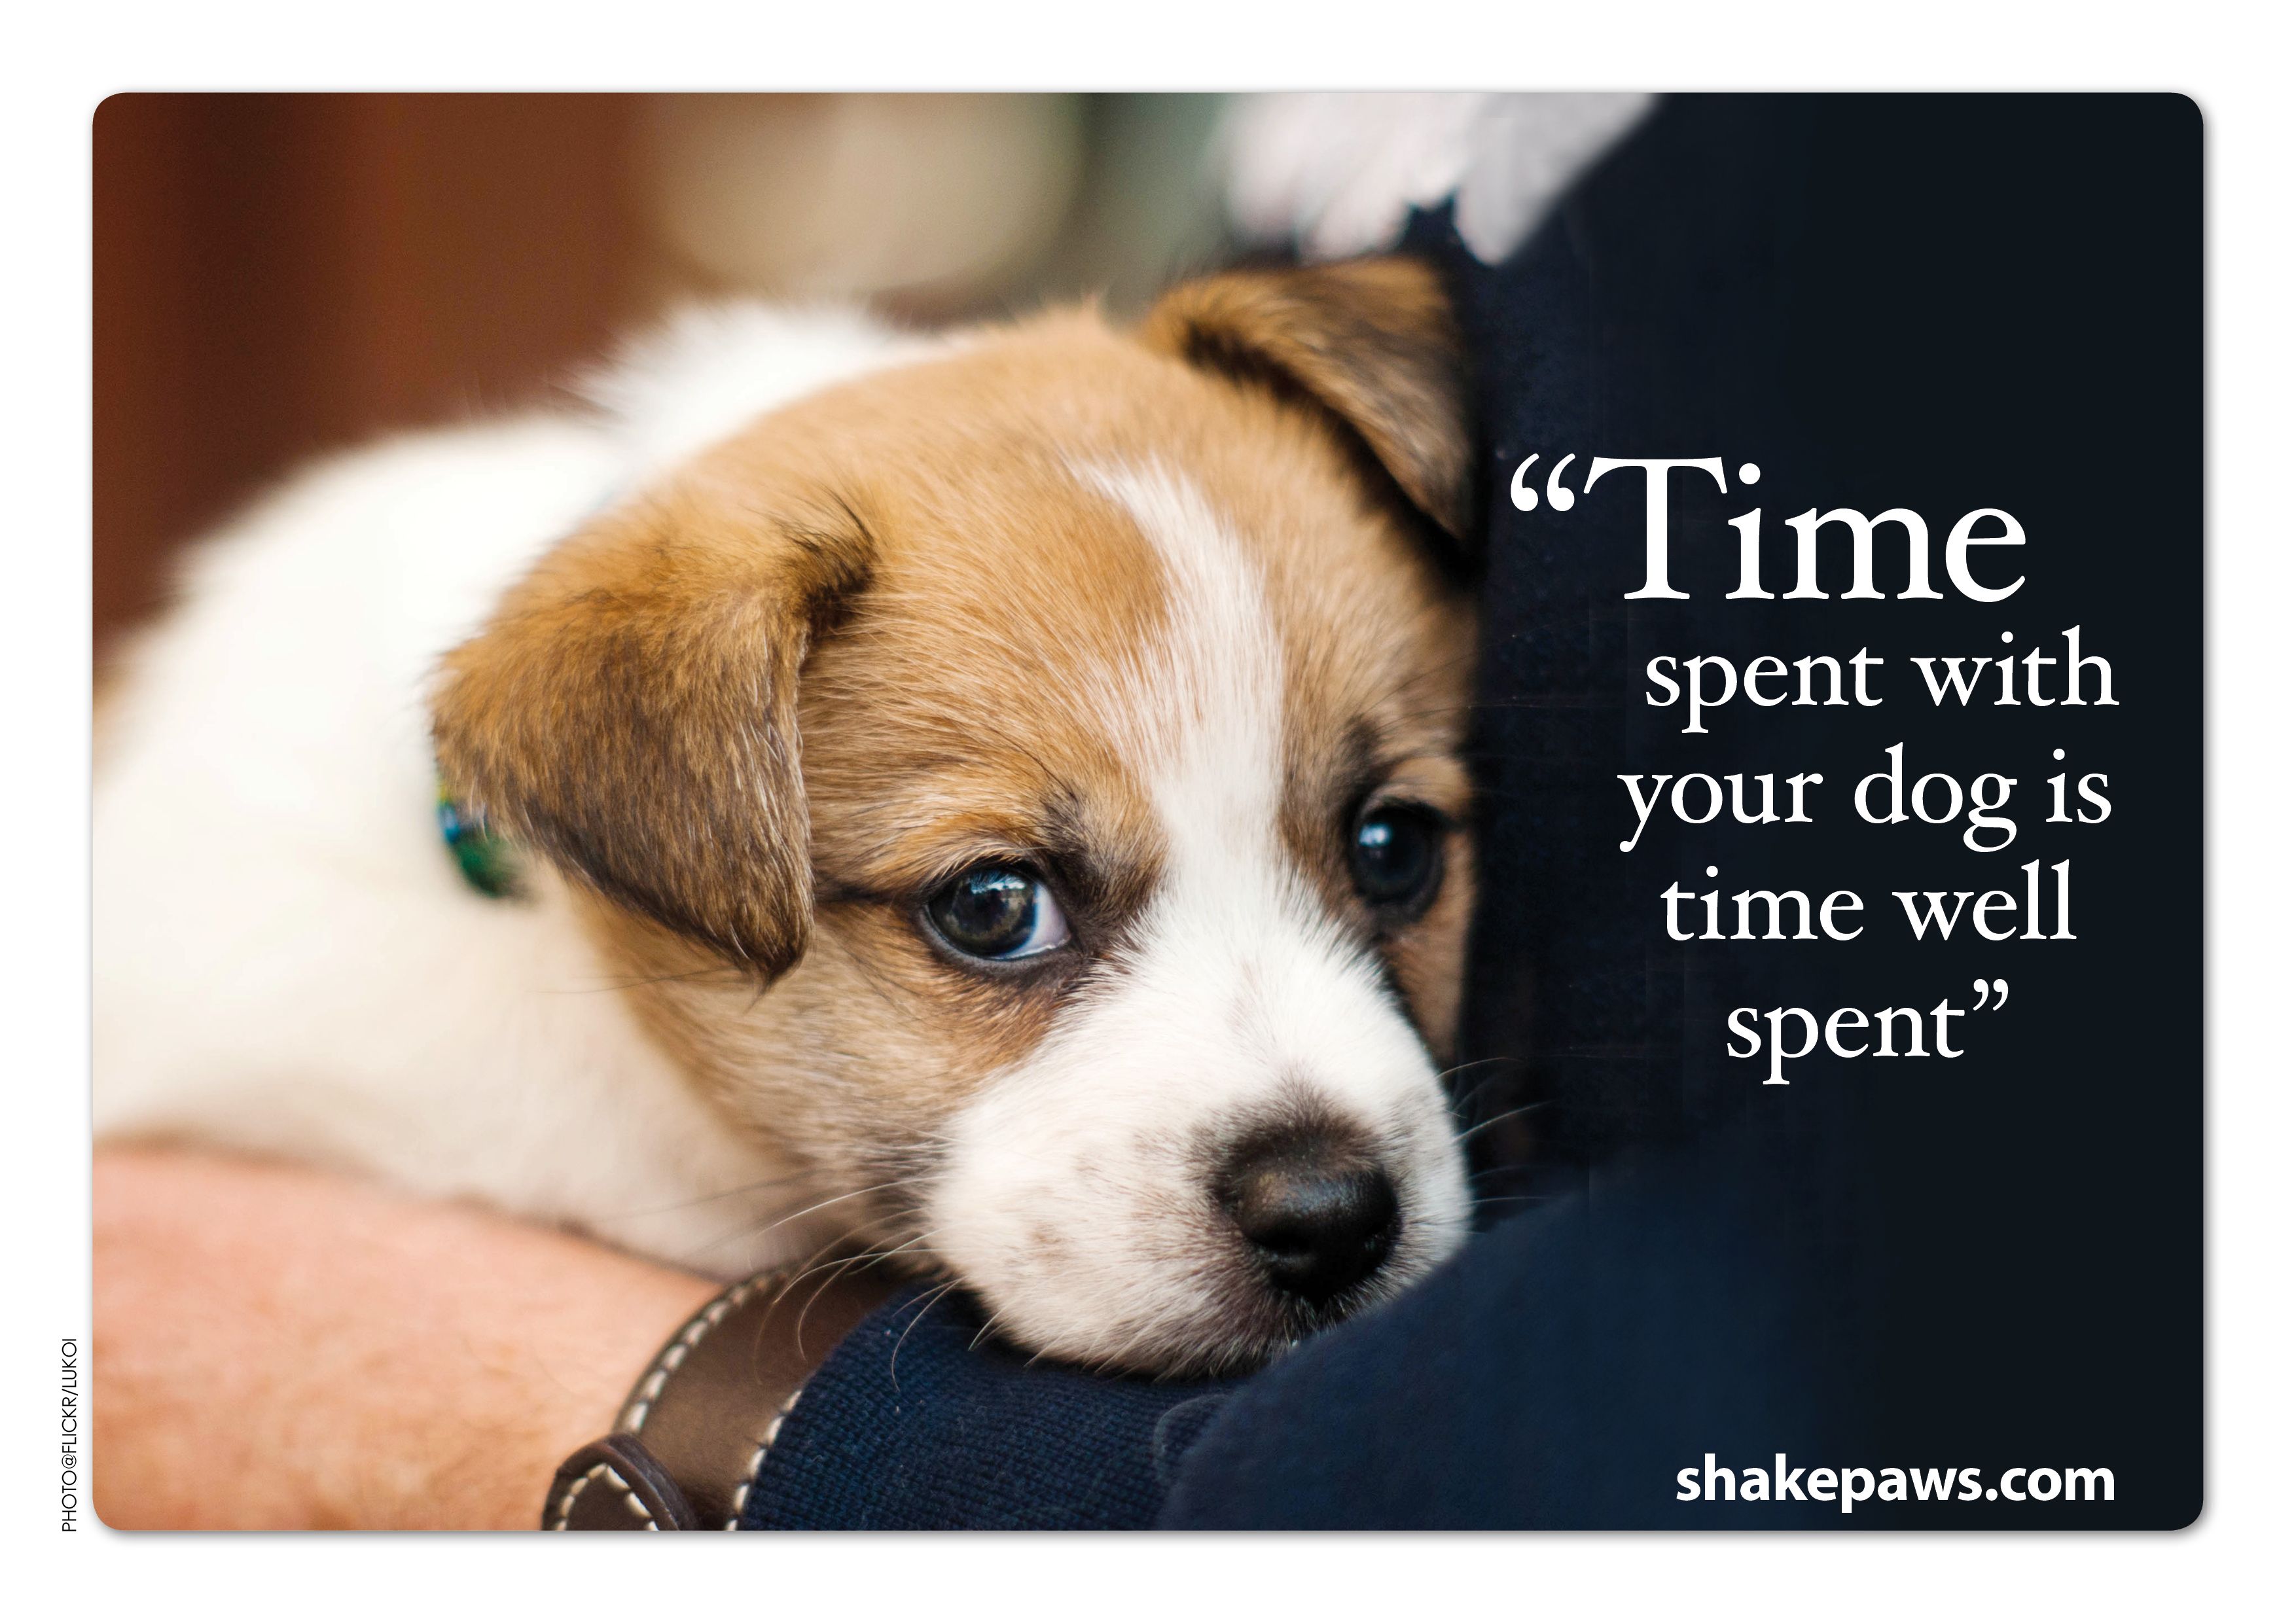 “Time
spent with
your dog is
time well
spent”
shakepaws.com
PHOTO@FLICKR/LUKOI